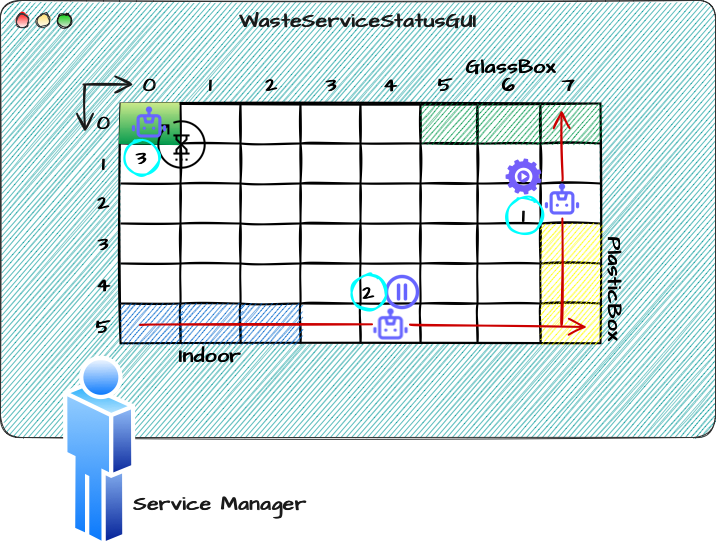 WasteServiceStatusGUI
GlassBox
0 1 2 3 4 5 6 7
0
3
1
2
1
3
4
2
5
PlasticBox
Indoor
Service Manager